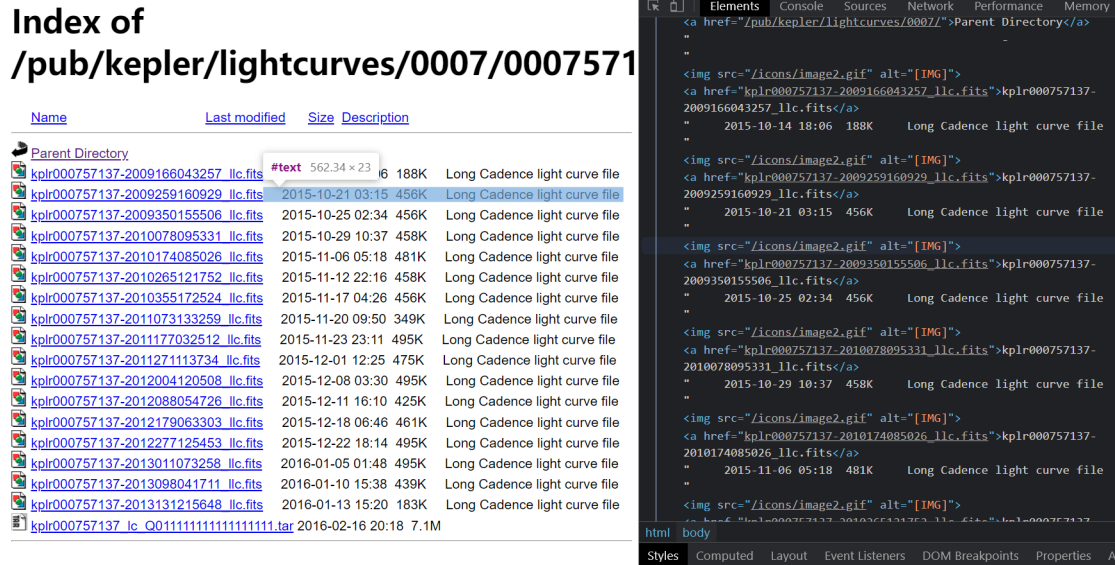 Index of
/pub/kepler/lightcurves/0007/0007571
Name Last modified Size Description
Parent Directory
#text 562.34 × 23
kplr000757137-2009166043257_llc.fits 06 188K Long Cadence light curve file
kplr000757137-2009259160929_llc.fits 2015-10-21 03:15 456K Long Cadence light curve file
kplr000757137-2009350155506_llc.fits 2015-10-25 02:34 456K Long Cadence light curve file
kplr000757137-2010078095331_llc.fits 2015-10-29 10:37 458K Long Cadence light curve file
kplr000757137-2010174085026_llc.fits 2015-11-06 05:18 481K Long Cadence light curve file
kplr000757137-2010265121752_llc.fits 2015-11-12 22:16 458K Long Cadence light curve file
kplr000757137-2010355172524_llc.fits 2015-11-17 04:26 456K Long Cadence light curve file
kplr000757137-2011073133259_llc.fits 2015-11-20 09:50 349K Long Cadence light curve file
kplr000757137-2011177032512_llc.fits 2015-11-23 23:11 495K Long Cadence light curve file
kplr000757137-2011271113734_llc.fits 2015-12-01 12:25 475K Long Cadence light curve file
kplr000757137-2012004120508_llc.fits 2015-12-08 03:30 495K Long Cadence light curve file
kplr000757137-2012088054726_llc.fits 2015-12-11 16:10 425K Long Cadence light curve file
kplr000757137-2012179063303_llc.fits 2015-12-18 06:46 461K Long Cadence light curve file
kplr000757137-2012277125453_llc.fits 2015-12-22 18:14 495K Long Cadence light curve file
kplr000757137-2013011073258_llc.fits 2016-01-05 01:48 495K Long Cadence light curve file
kplr000757137-2013098041711_llc.fits 2016-01-10 15:38 439K Long Cadence light curve file
kplr000757137-2013131215648_llc.fits 2016-01-13 15:20 183K Long Cadence light curve file
kplr000757137_lc_Q011111111111111111.tar 2016-02-16 20:18 7.1M
Elements Console Sources Network Performance Memory
<a href="/pub/kepler/lightcurves/0007/">Parent Directory</a>
" -
"
<img src="/icons/image2.gif" alt="[IMG]">
<a href="kplr000757137-2009166043257_llc.fits">kplr000757137-
2009166043257_llc.fits</a>
" 2015-10-14 18:06 188K Long Cadence light curve file
"
<img src="/icons/image2.gif" alt="[IMG]">
<a href="kplr000757137-2009259160929_llc.fits">kplr000757137-
2009259160929_llc.fits</a>
" 2015-10-21 03:15 456K Long Cadence light curve file
"
<img src="/icons/image2.gif" alt="[IMG]">
<a href="kplr000757137-2009350155506_llc.fits">kplr000757137-
2009350155506_llc.fits</a>
" 2015-10-25 02:34 456K Long Cadence light curve file
"
<img src="/icons/image2.gif" alt="[IMG]">
<a href="kplr000757137-2010078095331_llc.fits">kplr000757137-
2010078095331_llc.fits</a>
" 2015-10-29 10:37 458K Long Cadence light curve file
"
<img src="/icons/image2.gif" alt="[IMG]">
<a href="kplr000757137-2010174085026_llc.fits">kplr000757137-
2010174085026_llc.fits</a>
" 2015-11-06 05:18 481K Long Cadence light curve file
"
<img src="/icons/image2.gif" alt="[IMG]">
html body
Styles Computed Layout Event Listeners DOM Breakpoints Properties A